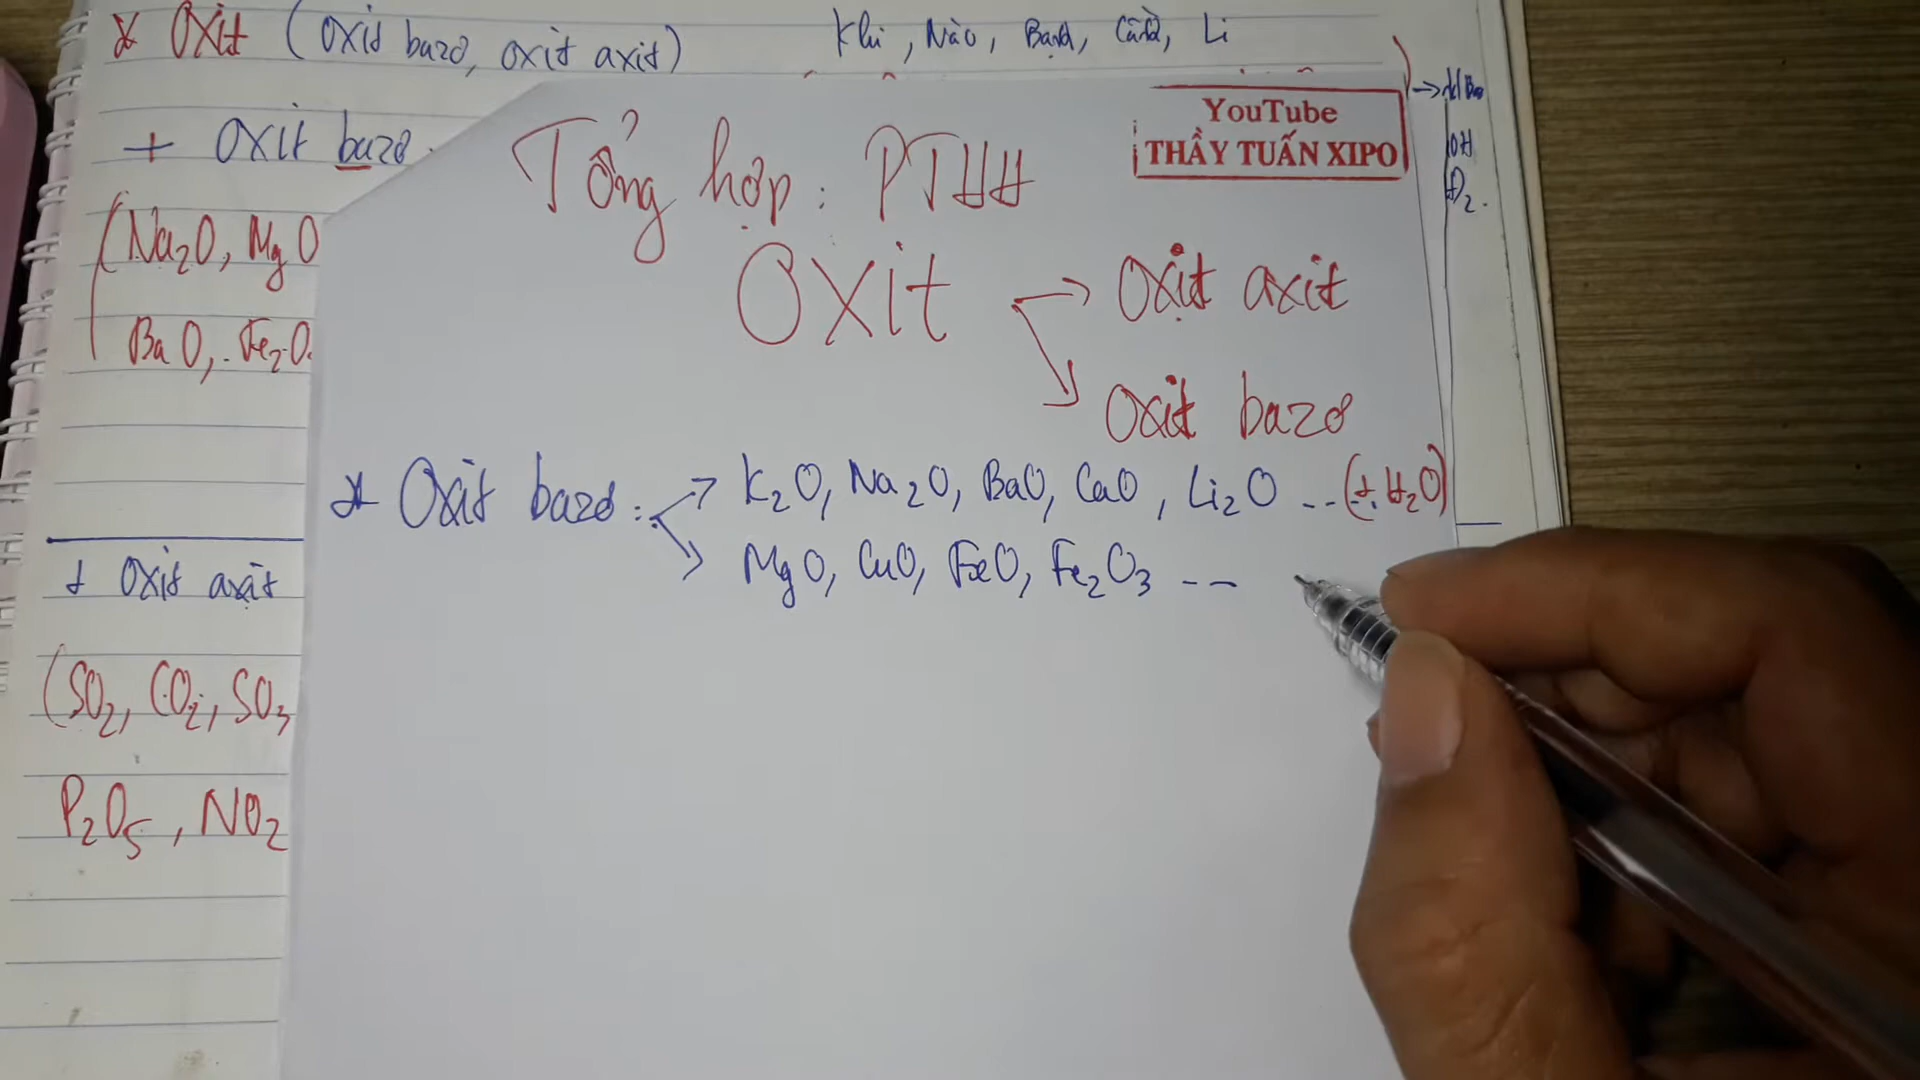 * Oxit (oxit bazơ, oxit axit)
Khi, Nào, Bạn, Cần, Li
+ Oxit bazơ
(Na2O, MgO
BaO, Fe2O
+ Oxit axit
(SO2, CO2, SO3
P2O5, NO2
YouTube
THẦY TUẤN XIPO
Tổng hợp: PTHH
Oxit → Oxit axit
→ Oxit bazơ
* Oxit bazơ: → K2O, Na2O, BaO, CaO, Li2O ... (+ H2O)
→ MgO, CuO, FeO, Fe2O3 ...